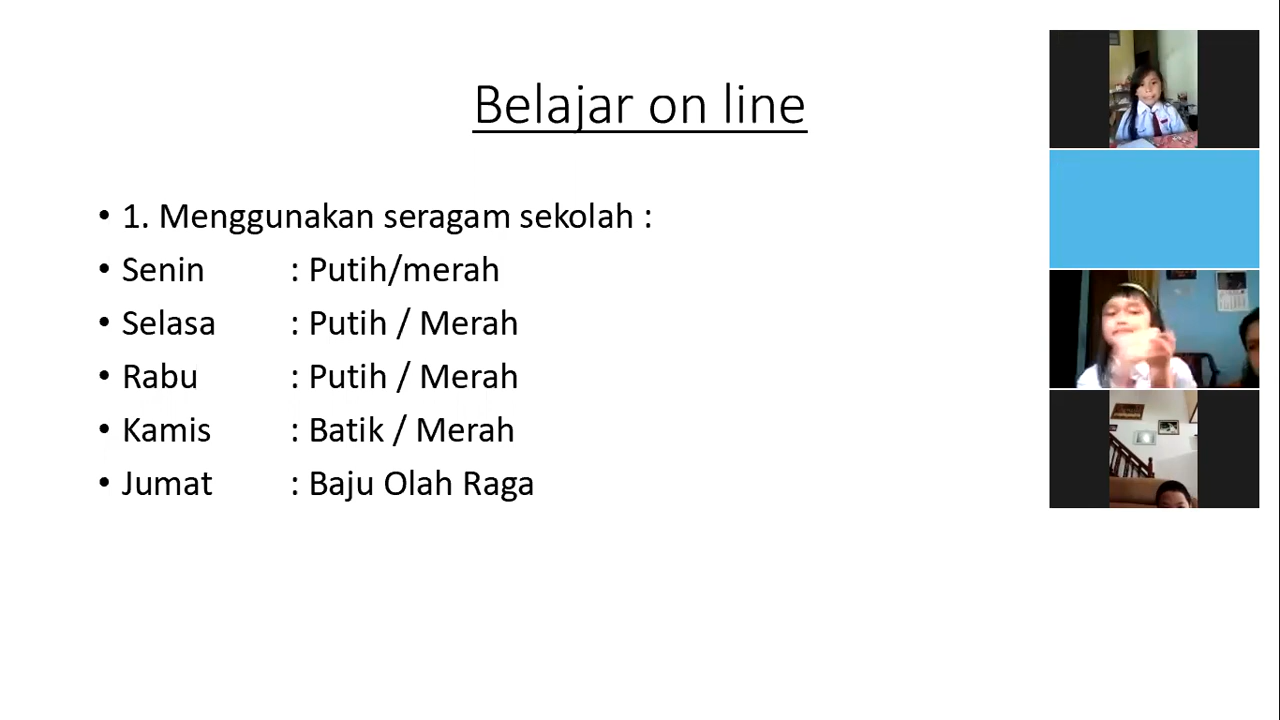 Belajar on line
• 1. Menggunakan seragam sekolah :
• Senin : Putih/merah
• Selasa : Putih / Merah
• Rabu : Putih / Merah
• Kamis : Batik / Merah
• Jumat : Baju Olah Raga